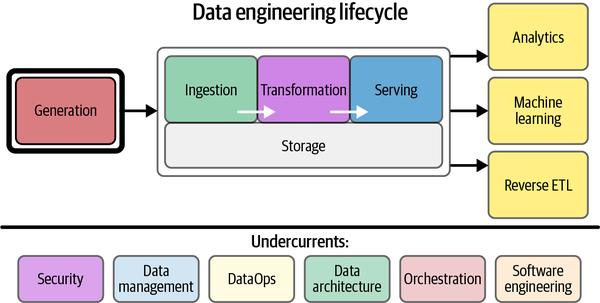 Data engineering lifecycle
Generation
Ingestion
Transformation
Serving
Storage
Analytics
Machine
learning
Reverse ETL
Undercurrents:
Security
Data
management
DataOps
Data
architecture
Orchestration
Software
engineering